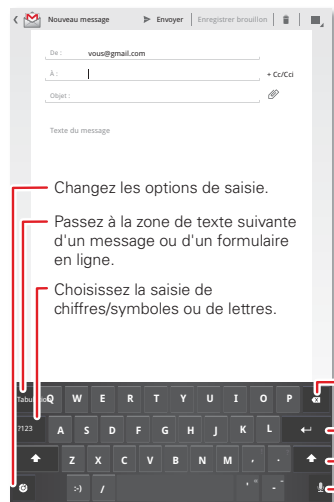 Nouveau message
Envoyer
Enregistrer brouillon
De :
vous@gmail.com
À :
+ Cc/Cci
Objet :
Texte du message
Changez les options de saisie.
Passez à la zone de texte suivante
d'un message ou d'un formulaire
en ligne.
Choisissez la saisie de
chiffres/symboles ou de lettres.
Tabulation Q W E R T Y U I O P
?123 A S D F G H J K L
Z X C V B N M , .
:-) / ' " - _